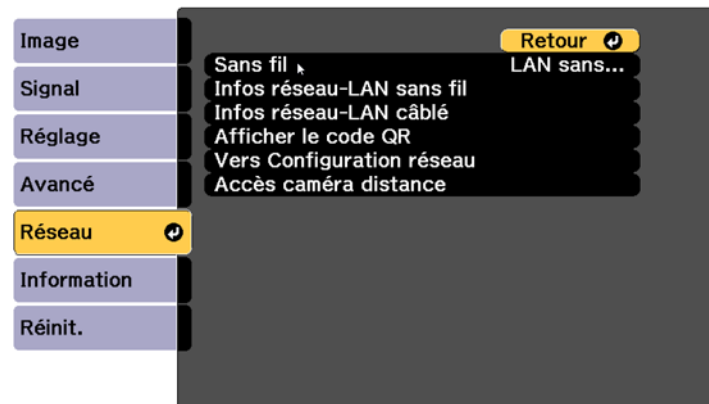 Image
Signal
Réglage
Avancé
Réseau
Information
Réinit.
Retour
Sans fil LAN sans...
Infos réseau-LAN sans fil
Infos réseau-LAN câblé
Afficher le code QR
Vers Configuration réseau
Accès caméra distance